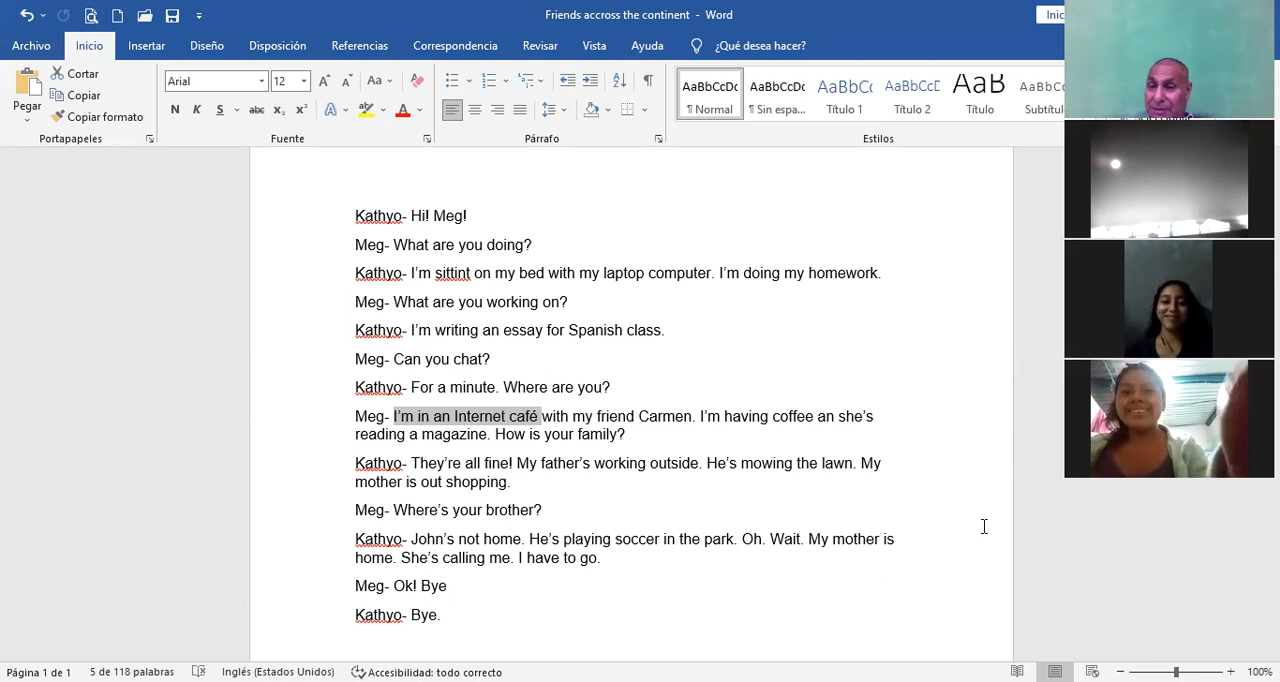 Friends accross the continent - Word
Inic
Archivo Inicio Insertar Diseño Disposición Referencias Correspondencia Revisar Vista Ayuda ¿Qué desea hacer?
Pegar
Cortar
Copiar
Copiar formato
Portapapeles
Arial 12
Aa
N K S abc x₂ x²
A A
Fuente
Párrafo
AaBbCcDc AaBbCcDc AaBbCc AaBbCcD AaB AaBbCc
¶ Normal ¶ Sin espa... Título 1 Título 2 Título Subtítul
Estilos
Kathyo- Hi! Meg!
Meg- What are you doing?
Kathyo- I'm sittint on my bed with my laptop computer. I'm doing my homework.
Meg- What are you working on?
Kathyo- I'm writing an essay for Spanish class.
Meg- Can you chat?
Kathyo- For a minute. Where are you?
Meg- I'm in an Internet café with my friend Carmen. I'm having coffee an she's
reading a magazine. How is your family?
Kathyo- They're all fine! My father's working outside. He's mowing the lawn. My
mother is out shopping.
Meg- Where's your brother?
Kathyo- John's not home. He's playing soccer in the park. Oh. Wait. My mother is
home. She's calling me. I have to go.
Meg- Ok! Bye
Kathyo- Bye.
Página 1 de 1 5 de 118 palabras Inglés (Estados Unidos) Accesibilidad: todo correcto 100%